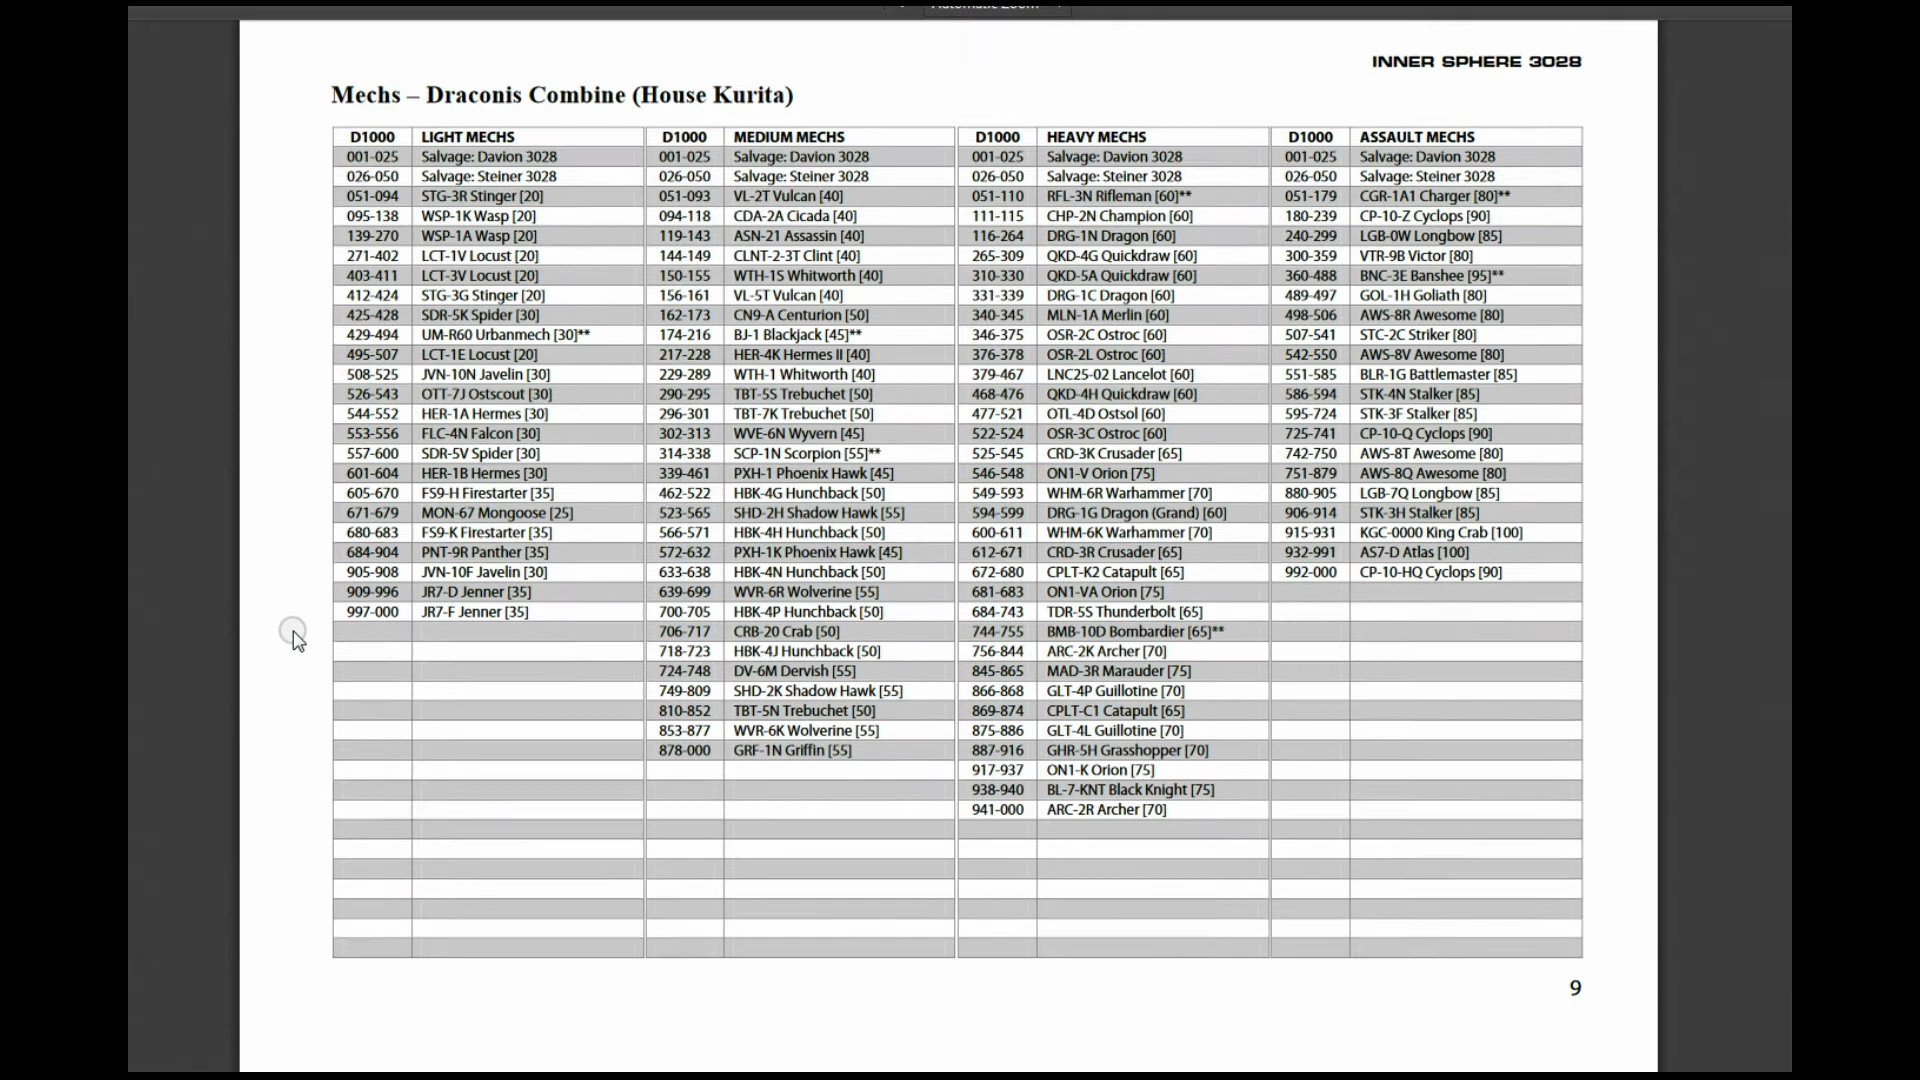 INNER SPHERE 3028
Mechs – Draconis Combine (House Kurita)
D1000 LIGHT MECHS D1000 MEDIUM MECHS D1000 HEAVY MECHS D1000 ASSAULT MECHS
001-025 Salvage: Davion 3028 001-025 Salvage: Davion 3028 001-025 Salvage: Davion 3028 001-025 Salvage: Davion 3028
026-050 Salvage: Steiner 3028 026-050 Salvage: Steiner 3028 026-050 Salvage: Steiner 3028 026-050 Salvage: Steiner 3028
051-094 STG-3R Stinger [20] 051-093 VL-2T Vulcan [40] 051-110 RFL-3N Rifleman [60]** 051-179 CGR-1A1 Charger [80]**
095-138 WSP-1K Wasp [20] 094-118 CDA-2A Cicada [40] 111-115 CHP-2N Champion [60] 180-239 CP-10-Z Cyclops [90]
139-270 WSP-1A Wasp [20] 119-143 ASN-21 Assassin [40] 116-264 DRG-1N Dragon [60] 240-299 LGB-0W Longbow [85]
271-402 LCT-1V Locust [20] 144-149 CLNT-2-3T Clint [40] 265-309 QKD-4G Quickdraw [60] 300-359 VTR-9B Victor [80]
403-411 LCT-3V Locust [20] 150-155 WTH-1S Whitworth [40] 310-330 QKD-5A Quickdraw [60] 360-488 BNC-3E Banshee [95]**
412-424 STG-3G Stinger [20] 156-161 VL-5T Vulcan [40] 331-339 DRG-1C Dragon [60] 489-497 GOL-1H Goliath [80]
425-428 SDR-5K Spider [30] 162-173 CN9-A Centurion [50] 340-345 MLN-1A Merlin [60] 498-506 AWS-8R Awesome [80]
429-494 UM-R60 Urbanmech [30]** 174-216 BJ-1 Blackjack [45]** 346-375 OSR-2C Ostroc [60] 507-541 STC-2C Striker [80]
495-507 LCT-1E Locust [20] 217-228 HER-4K Hermes II [40] 376-378 OSR-2L Ostroc [60] 542-550 AWS-8V Awesome [80]
508-525 JVN-10N Javelin [30] 229-289 WTH-1 Whitworth [40] 379-467 LNC25-02 Lancelot [60] 551-585 BLR-1G Battlemaster [85]
526-543 OTT-7J Ostscout [30] 290-295 TBT-5S Trebuchet [50] 468-476 QKD-4H Quickdraw [60] 586-594 STK-4N Stalker [85]
544-552 HER-1A Hermes [30] 296-301 TBT-7K Trebuchet [50] 477-521 OTL-4D Ostsol [60] 595-724 STK-3F Stalker [85]
553-556 FLC-4N Falcon [30] 302-313 WVE-6N Wyvern [45] 522-524 OSR-3C Ostroc [60] 725-741 CP-10-Q Cyclops [90]
557-600 SDR-5V Spider [30] 314-338 SCP-1N Scorpion [55]** 525-545 CRD-3K Crusader [65] 742-750 AWS-8T Awesome [80]
601-604 HER-1B Hermes [30] 339-461 PXH-1 Phoenix Hawk [45] 546-548 ON1-V Orion [75] 751-879 AWS-8Q Awesome [80]
605-670 FS9-H Firestarter [35] 462-522 HBK-4G Hunchback [50] 549-593 WHM-6R Warhammer [70] 880-905 LGB-7Q Longbow [85]
671-679 MON-67 Mongoose [25] 523-565 SHD-2H Shadow Hawk [55] 594-599 DRG-1G Dragon (Grand) [60] 906-914 STK-3H Stalker [85]
680-683 FS9-K Firestarter [35] 566-571 HBK-4H Hunchback [50] 600-611 WHM-6K Warhammer [70] 915-931 KGC-0000 King Crab [100]
684-904 PNT-9R Panther [35] 572-632 PXH-1K Phoenix Hawk [45] 612-671 CRD-3R Crusader [65] 932-991 AS7-D Atlas [100]
905-908 JVN-10F Javelin [30] 633-638 HBK-4N Hunchback [50] 672-680 CPLT-K2 Catapult [65] 992-000 CP-10-HQ Cyclops [90]
909-996 JR7-D Jenner [35] 639-699 WVR-6R Wolverine [55] 681-683 ON1-VA Orion [75]
997-000 JR7-F Jenner [35] 700-705 HBK-4P Hunchback [50] 684-743 TDR-5S Thunderbolt [65]
706-717 CRB-20 Crab [50] 744-755 BMB-10D Bombardier [65]**
718-723 HBK-4J Hunchback [50] 756-844 ARC-2K Archer [70]
724-748 DV-6M Dervish [55] 845-865 MAD-3R Marauder [75]
749-809 SHD-2K Shadow Hawk [55] 866-868 GLT-4P Guillotine [70]
810-852 TBT-5N Trebuchet [50] 869-874 CPLT-C1 Catapult [65]
853-877 WVR-6K Wolverine [55] 875-886 GLT-4L Guillotine [70]
878-000 GRF-1N Griffin [55] 887-916 GHR-5H Grasshopper [70]
917-937 ON1-K Orion [75]
938-940 BL-7-KNT Black Knight [75]
941-000 ARC-2R Archer [70]
9